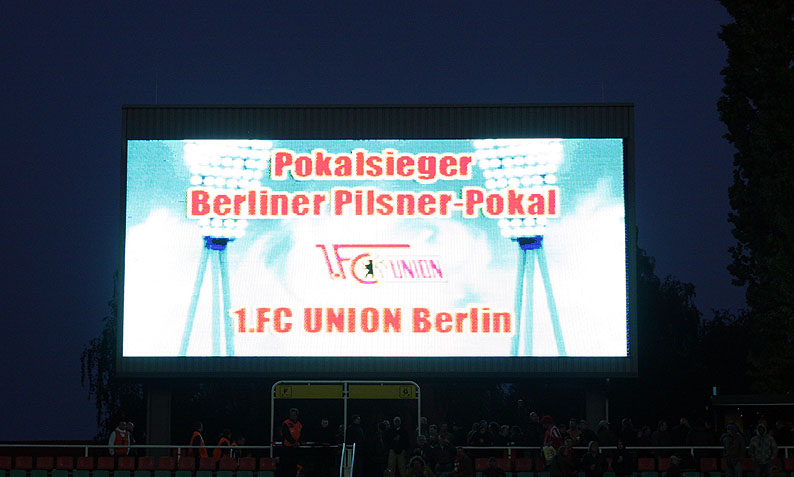 Pokalsieger
Berliner Pilsner-Pokal
1.FC UNION
1.FC UNION Berlin